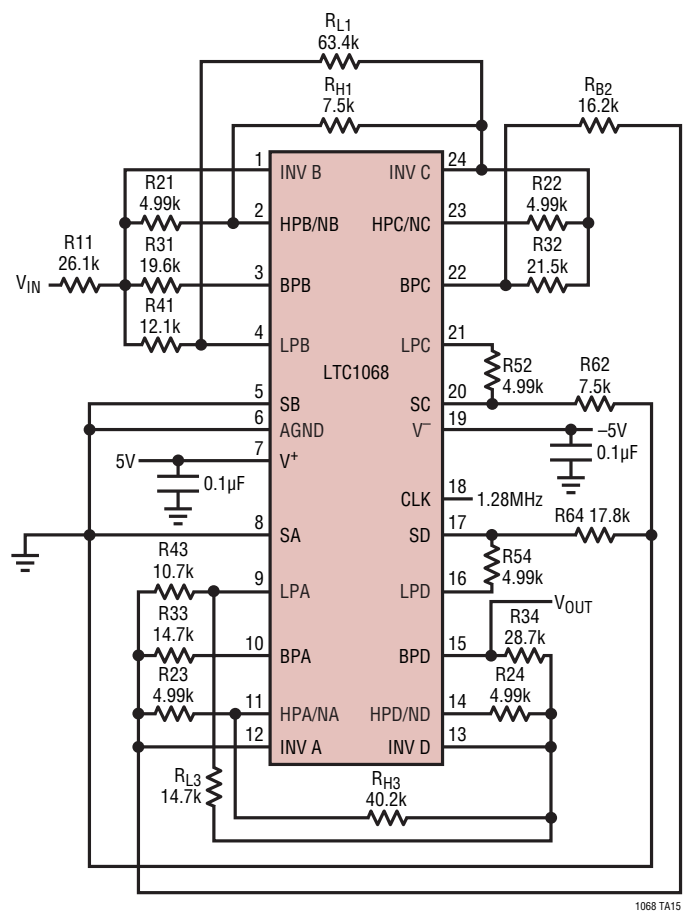 RL1
63.4k
RH1
7.5k
RB2
16.2k
1
INV B
INV C
24
R21
4.99k
2
HPB/NB
HPC/NC
23
R22
4.99k
R11
26.1k
VIN
R31
19.6k
3
BPB
BPC
22
R32
21.5k
R41
12.1k
4
LPB
LPC
21
LTC1068
R52
4.99k
R62
7.5k
5
SB
SC
20
6
AGND
V–
19
–5V
0.1µF
5V
7
V+
0.1µF
CLK
18
1.28MHz
8
SA
SD
17
R64 17.8k
R54
4.99k
R43
10.7k
9
LPA
LPD
16
VOUT
R33
14.7k
10
BPA
BPD
15
R34
28.7k
R23
4.99k
11
HPA/NA
HPD/ND
14
R24
4.99k
12
INV A
INV D
13
RL3
14.7k
RH3
40.2k
1068 TA15